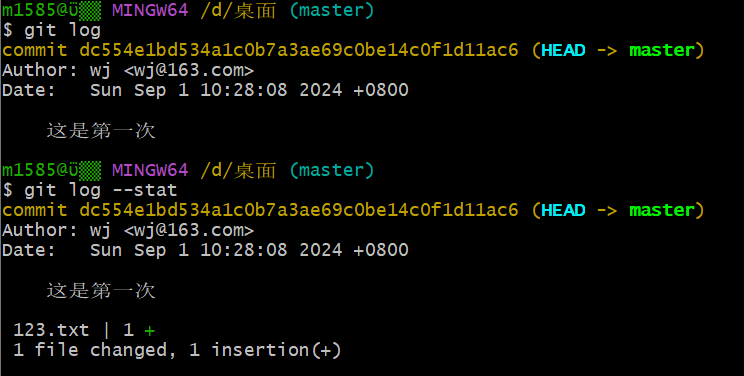 m1585@ü▒▒ MINGW64 /d/桌面 (master)
$ git log
commit dc554e1bd534a1c0b7a3ae69c0be14c0f1d11ac6 (HEAD -> master)
Author: wj <wj@163.com>
Date:   Sun Sep 1 10:28:08 2024 +0800
    这是第一次
m1585@ü▒▒ MINGW64 /d/桌面 (master)
$ git log --stat
commit dc554e1bd534a1c0b7a3ae69c0be14c0f1d11ac6 (HEAD -> master)
Author: wj <wj@163.com>
Date:   Sun Sep 1 10:28:08 2024 +0800
    这是第一次
 123.txt | 1 +
 1 file changed, 1 insertion(+)